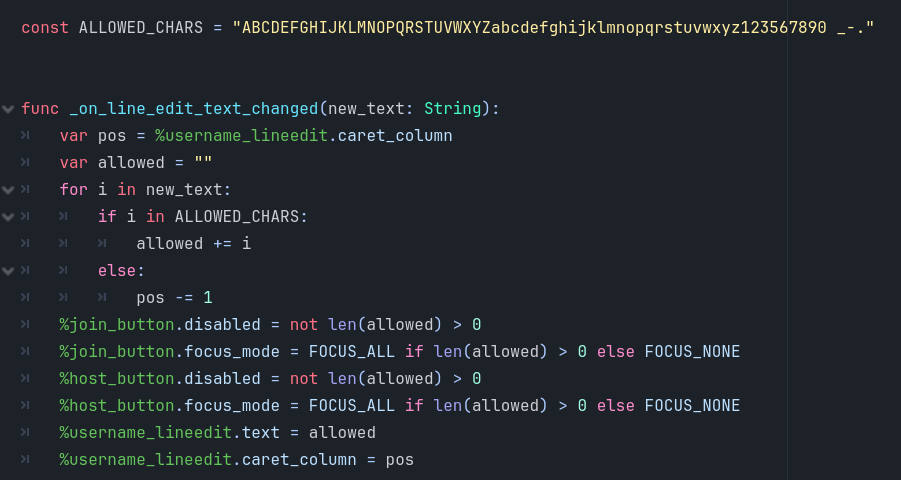 const ALLOWED_CHARS = "ABCDEFGHIJKLMNOPQRSTUVWXYZabcdefghijklmnopqrstuvwxyz123567890 _-."
func _on_line_edit_text_changed(new_text: String):
var pos = %username_lineedit.caret_column
var allowed = ""
for i in new_text:
if i in ALLOWED_CHARS:
allowed += i
else:
pos -= 1
%join_button.disabled = not len(allowed) > 0
%join_button.focus_mode = FOCUS_ALL if len(allowed) > 0 else FOCUS_NONE
%host_button.disabled = not len(allowed) > 0
%host_button.focus_mode = FOCUS_ALL if len(allowed) > 0 else FOCUS_NONE
%username_lineedit.text = allowed
%username_lineedit.caret_column = pos